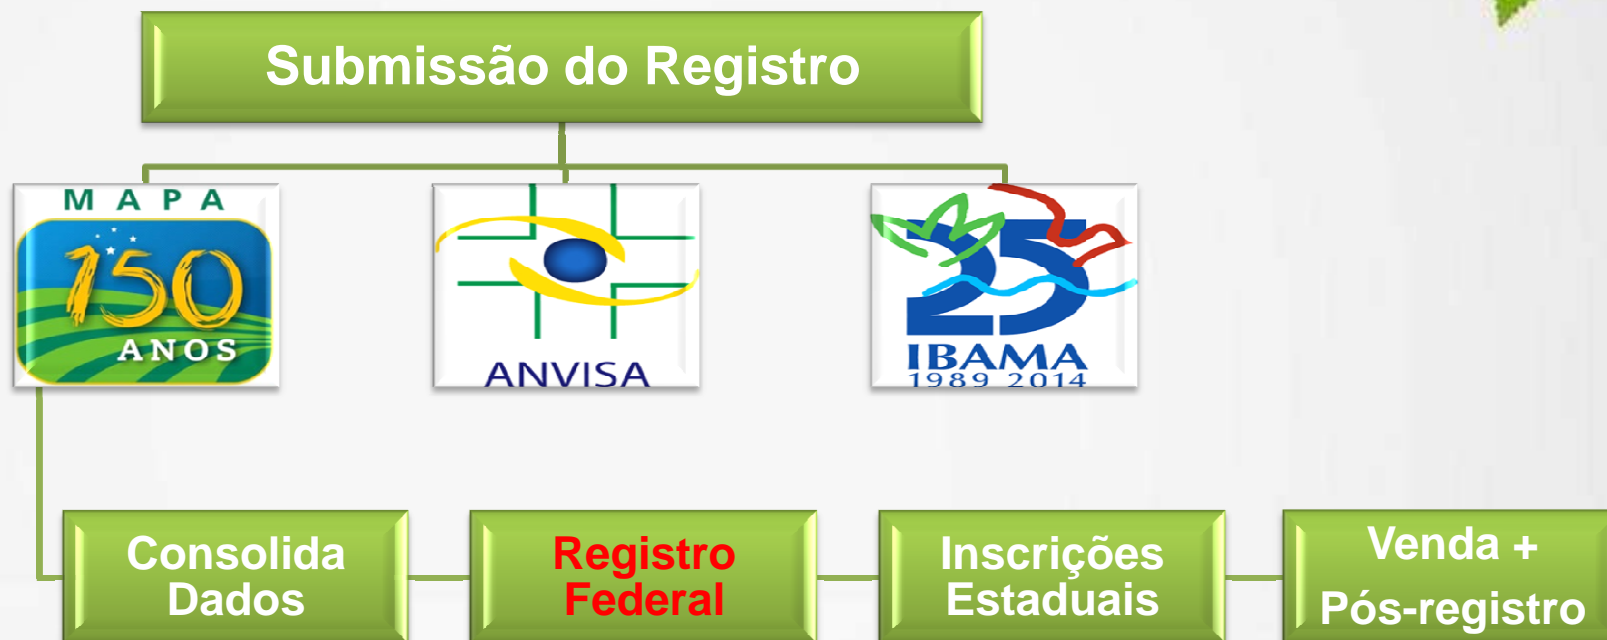 Submissão do Registro
MAPA
150
ANOS
ANVISA
25
IBAMA
1989 2014
Consolida
Dados
Registro
Federal
Inscrições
Estaduais
Venda +
Pós-registro